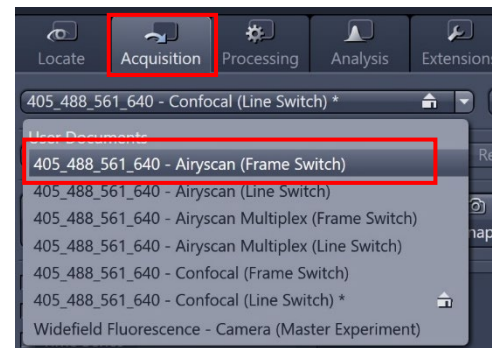 Locate
Acquisition
Processing
Analysis
Extension
405_488_561_640 - Confocal (Line Switch) *
User Documents
Re
405_488_561_640 - Airyscan (Frame Switch)
405_488_561_640 - Airyscan (Line Switch)
405_488_561_640 - Airyscan Multiplex (Frame Switch)
nap
405_488_561_640 - Airyscan Multiplex (Line Switch)
405_488_561_640 - Confocal (Frame Switch)
405_488_561_640 - Confocal (Line Switch) *
Widefield Fluorescence - Camera (Master Experiment)